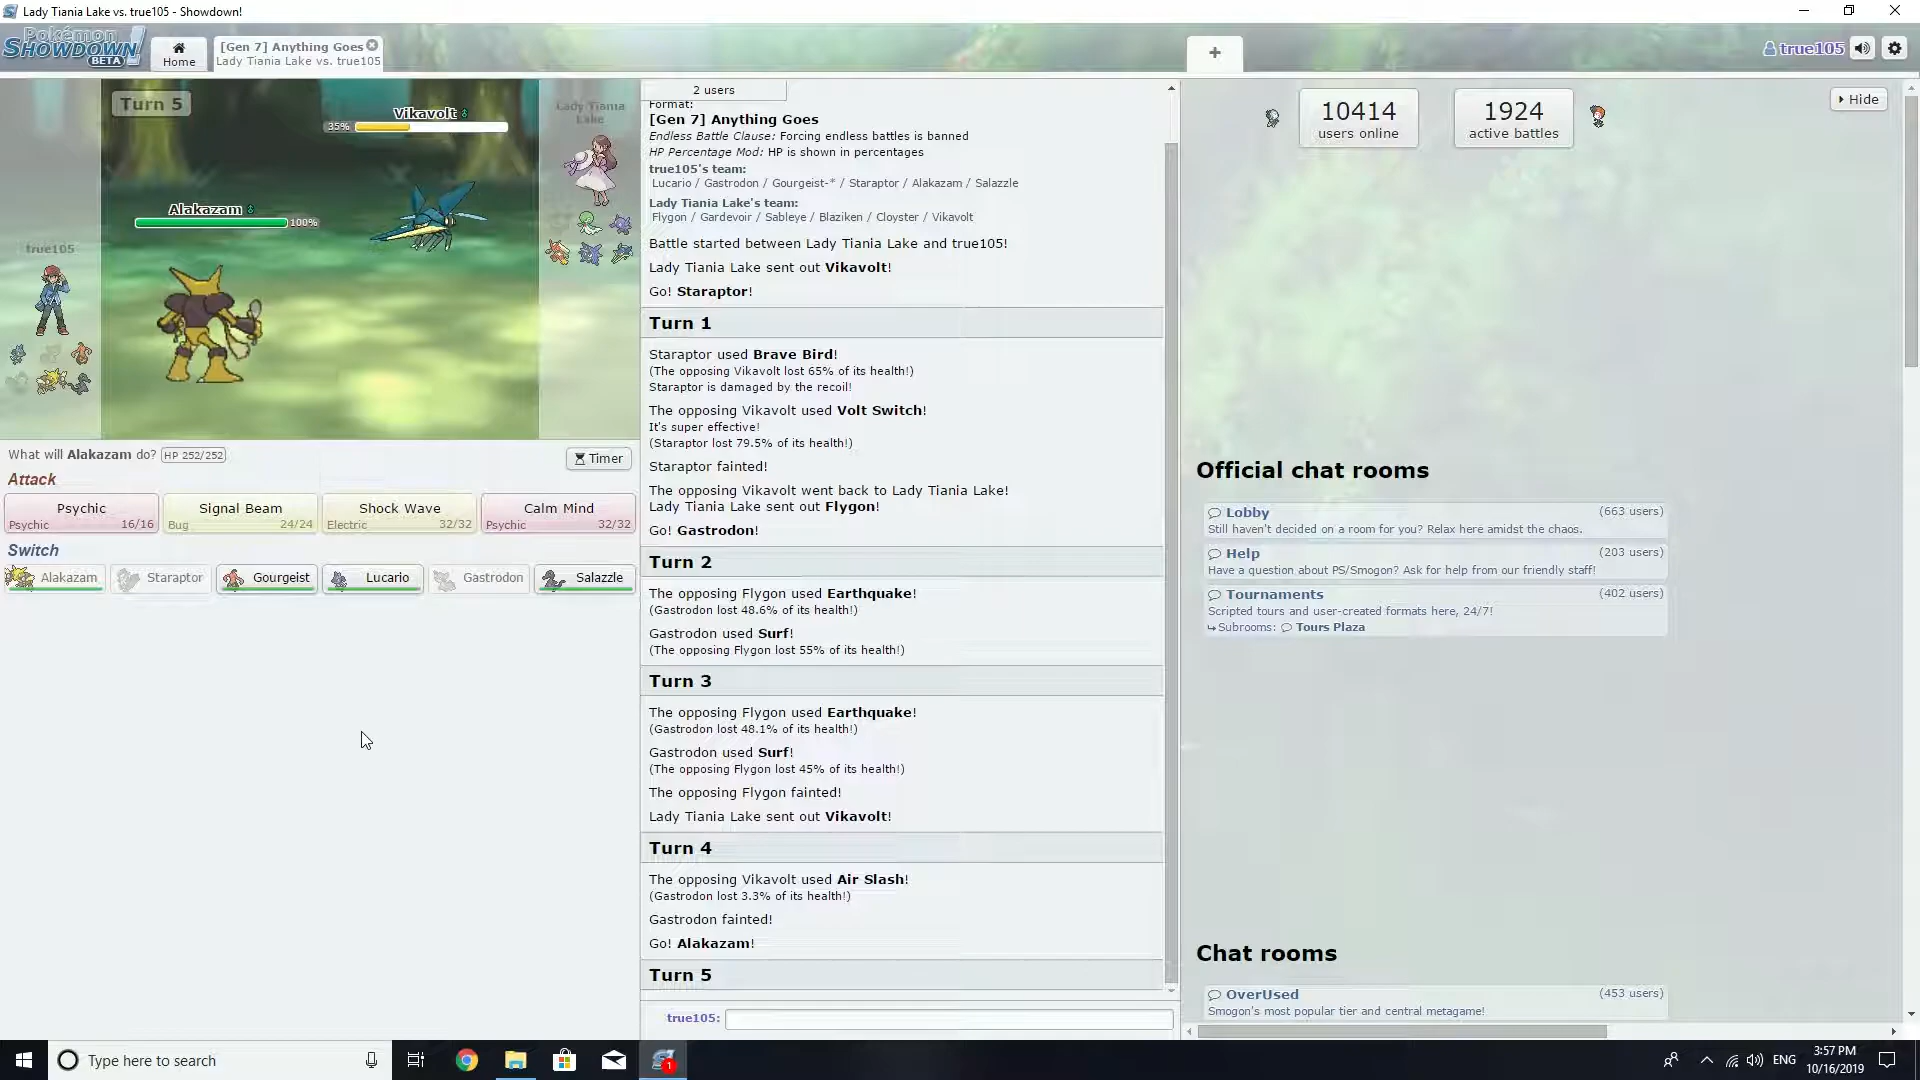 Lady Tiania Lake vs. true105 - Showdown!
Pokémon
SHOWDOWN!
BETA
Home
[Gen 7] Anything Goes
Lady Tiania Lake vs. true105
+
true105
Turn 5
Vikavolt
35%
Alakazam
100%
Lady Tiania
Lake
true105
What will Alakazam do? HP 252/252
Timer
Attack
Psychic
Psychic 16/16
Signal Beam
Bug 24/24
Shock Wave
Electric 32/32
Calm Mind
Psychic 32/32
Switch
Alakazam Staraptor Gourgeist Lucario Gastrodon Salazzle
2 users
Format:
[Gen 7] Anything Goes
Endless Battle Clause: Forcing endless battles is banned
HP Percentage Mod: HP is shown in percentages
true105's team:
Lucario / Gastrodon / Gourgeist-* / Staraptor / Alakazam / Salazzle
Lady Tiania Lake's team:
Flygon / Gardevoir / Sableye / Blaziken / Cloyster / Vikavolt
Battle started between Lady Tiania Lake and true105!
Lady Tiania Lake sent out Vikavolt!
Go! Staraptor!
Turn 1
Staraptor used Brave Bird!
(The opposing Vikavolt lost 65% of its health!)
Staraptor is damaged by the recoil!
The opposing Vikavolt used Volt Switch!
It's super effective!
(Staraptor lost 79.5% of its health!)
Staraptor fainted!
The opposing Vikavolt went back to Lady Tiania Lake!
Lady Tiania Lake sent out Flygon!
Go! Gastrodon!
Turn 2
The opposing Flygon used Earthquake!
(Gastrodon lost 48.6% of its health!)
Gastrodon used Surf!
(The opposing Flygon lost 55% of its health!)
Turn 3
The opposing Flygon used Earthquake!
(Gastrodon lost 48.1% of its health!)
Gastrodon used Surf!
(The opposing Flygon lost 45% of its health!)
The opposing Flygon fainted!
Lady Tiania Lake sent out Vikavolt!
Turn 4
The opposing Vikavolt used Air Slash!
(Gastrodon lost 3.3% of its health!)
Gastrodon fainted!
Go! Alakazam!
Turn 5
true105:
10414
users online
1924
active battles
Hide
Official chat rooms
Lobby (663 users)
Still haven't decided on a room for you? Relax here amidst the chaos.
Help (203 users)
Have a question about PS/Smogon? Ask for help from our friendly staff!
Tournaments (402 users)
Scripted tours and user-created formats here, 24/7!
Subrooms: Tours Plaza
Chat rooms
OverUsed (453 users)
Smogon's most popular tier and central metagame!
Type here to search
1
ENG
3:57 PM
10/16/2019